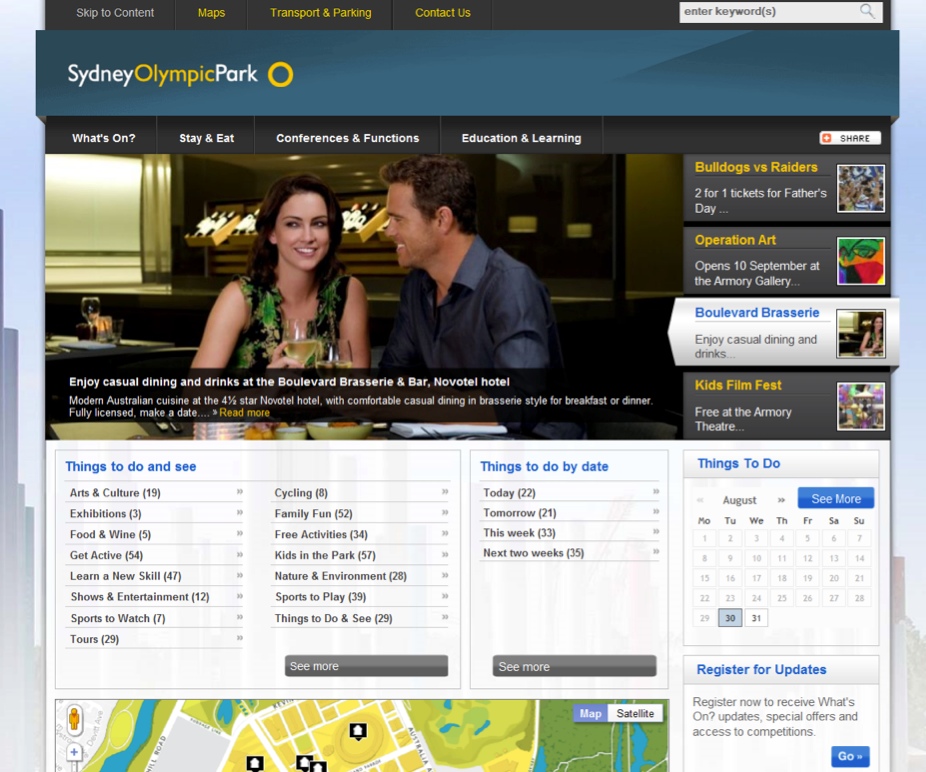 Skip to Content
Maps
Transport & Parking
Contact Us
enter keyword(s)
SydneyOlympicPark
What's On?
Stay & Eat
Conferences & Functions
Education & Learning
SHARE
Bulldogs vs Raiders
2 for 1 tickets for Father's
Day ...
Operation Art
Opens 10 September at
the Armory Gallery...
Boulevard Brasserie
Enjoy casual dining and
drinks...
Kids Film Fest
Free at the Armory
Theatre...
Enjoy casual dining and drinks at the Boulevard Brasserie & Bar, Novotel hotel
Modern Australian cuisine at the 4½ star Novotel hotel, with comfortable casual dining in brasserie style for breakfast or dinner.
Fully licensed, make a date.... » Read more
Things to do and see
Arts & Culture (19) »
Exhibitions (3) »
Food & Wine (5) »
Get Active (54) »
Learn a New Skill (47) »
Shows & Entertainment (12) »
Sports to Watch (7) »
Tours (29) »
Cycling (8) »
Family Fun (52) »
Free Activities (34) »
Kids in the Park (57) »
Nature & Environment (28) »
Sports to Play (39) »
Things to Do & See (29) »
See more
Things to do by date
Today (22) »
Tomorrow (21) »
This week (33) »
Next two weeks (35) »
See more
Things To Do
« August » See More
Mo Tu We Th Fr Sa Su
1 2 3 4 5 6 7
8 9 10 11 12 13 14
15 16 17 18 19 20 21
22 23 24 25 26 27 28
29 30 31
Register for Updates
Register now to receive What's
On? updates, special offers and
access to competitions.
Go »
Map
Satellite
Devitt Ave
HILL ROAD
AUSTRALIA